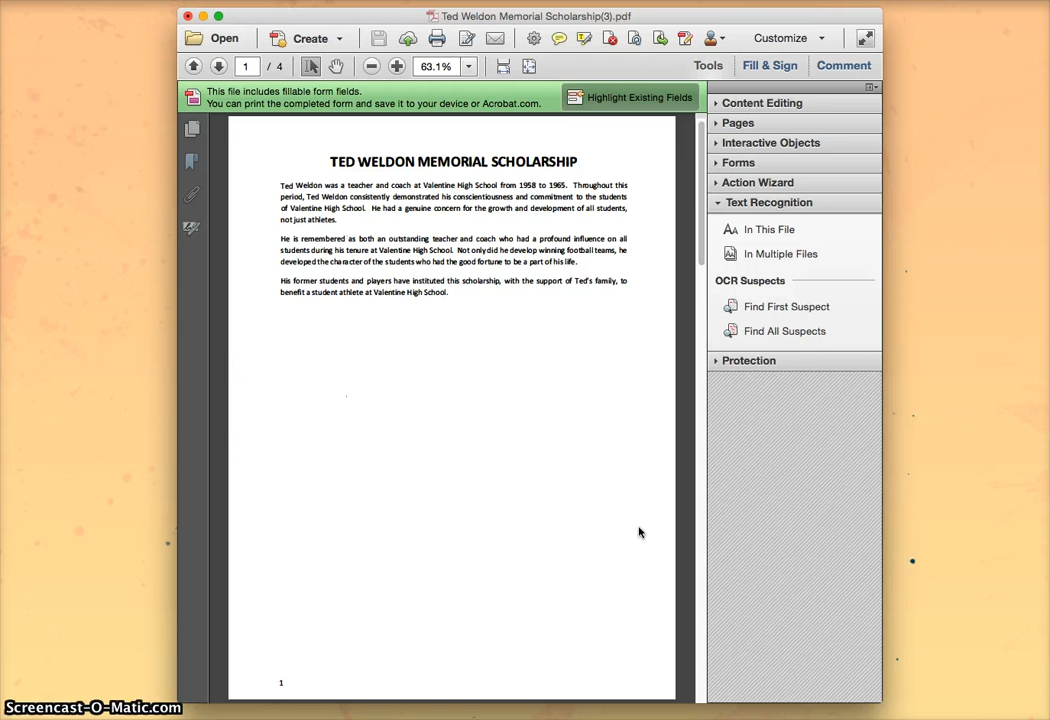 Ted Weldon Memorial Scholarship(3).pdf
Open
Create
Customize
1 / 4
63.1%
Tools
Fill & Sign
Comment
This file includes fillable form fields.
You can print the completed form and save it to your device or Acrobat.com.
Highlight Existing Fields
Content Editing
Pages
Interactive Objects
Forms
Action Wizard
Text Recognition
In This File
In Multiple Files
OCR Suspects
Find First Suspect
Find All Suspects
Protection
TED WELDON MEMORIAL SCHOLARSHIP
Ted Weldon was a teacher and coach at Valentine High School from 1958 to 1965. Throughout this
period, Ted Weldon consistently demonstrated his conscientiousness and commitment to the students
of Valentine High School. He had a genuine concern for the growth and development of all students,
not just athletes.
He is remembered as both an outstanding teacher and coach who had a profound influence on all
students during his tenure at Valentine High School. Not only did he develop winning football teams, he
developed the character of the students who had the good fortune to be a part of his life.
His former students and players have instituted this scholarship, with the support of Ted's family, to
benefit a student athlete at Valentine High School.
1
Screencast-O-Matic.com